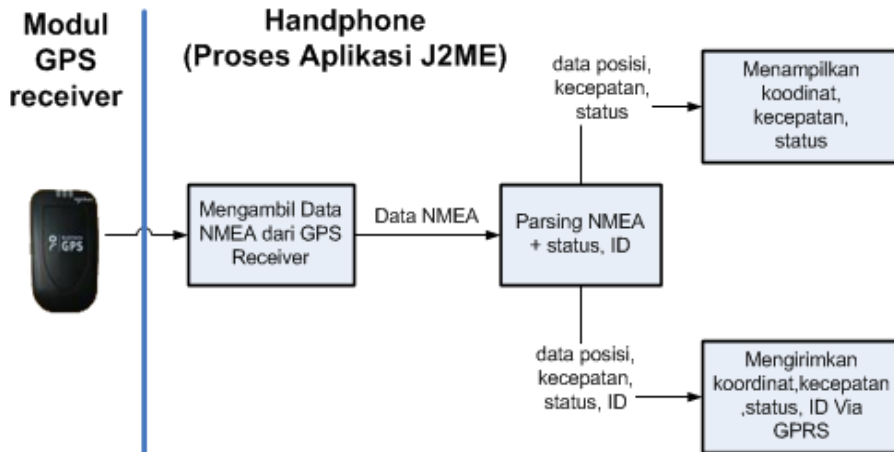 Modul
GPS
receiver
Handphone
(Proses Aplikasi J2ME)
GPS
Mengambil Data
NMEA dari GPS
Receiver
Data NMEA
Parsing NMEA
+ status, ID
data posisi,
kecepatan,
status
Menampilkan
koodinat,
kecepatan,
status
data posisi,
kecepatan,
status, ID
Mengirimkan
koordinat,kecepatan
,status, ID Via
GPRS